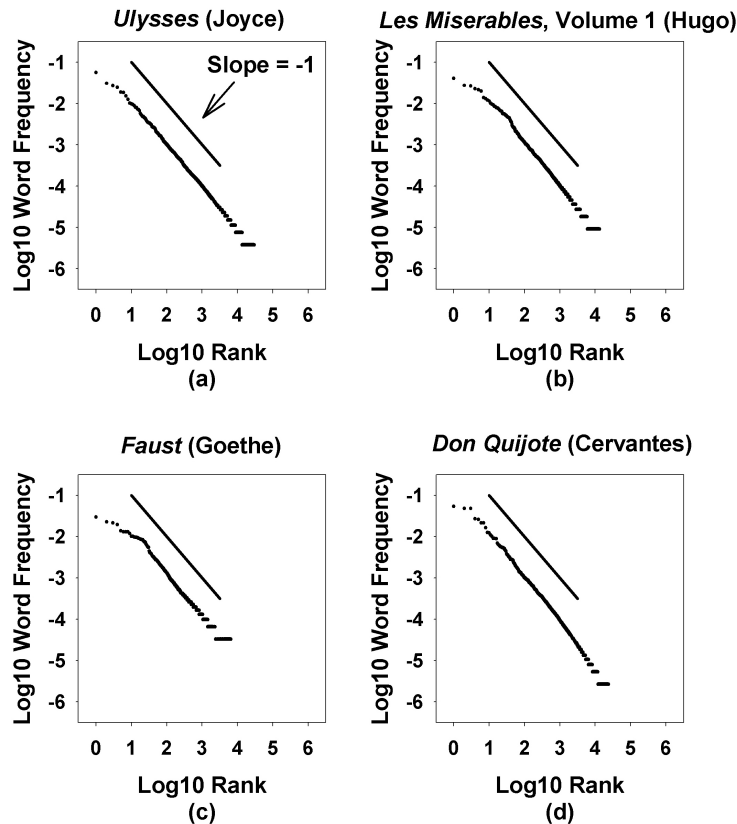 Ulysses (Joyce)
Slope = -1
Log10 Word Frequency
-1
-2
-3
-4
-5
-6
0 1 2 3 4 5 6
Log10 Rank
(a)
Les Miserables, Volume 1 (Hugo)
Log10 Word Frequency
-1
-2
-3
-4
-5
-6
0 1 2 3 4 5 6
Log10 Rank
(b)
Faust (Goethe)
Log10 Word Frequency
-1
-2
-3
-4
-5
-6
0 1 2 3 4 5 6
Log10 Rank
(c)
Don Quijote (Cervantes)
Log10 Word Frequency
-1
-2
-3
-4
-5
-6
0 1 2 3 4 5 6
Log10 Rank
(d)